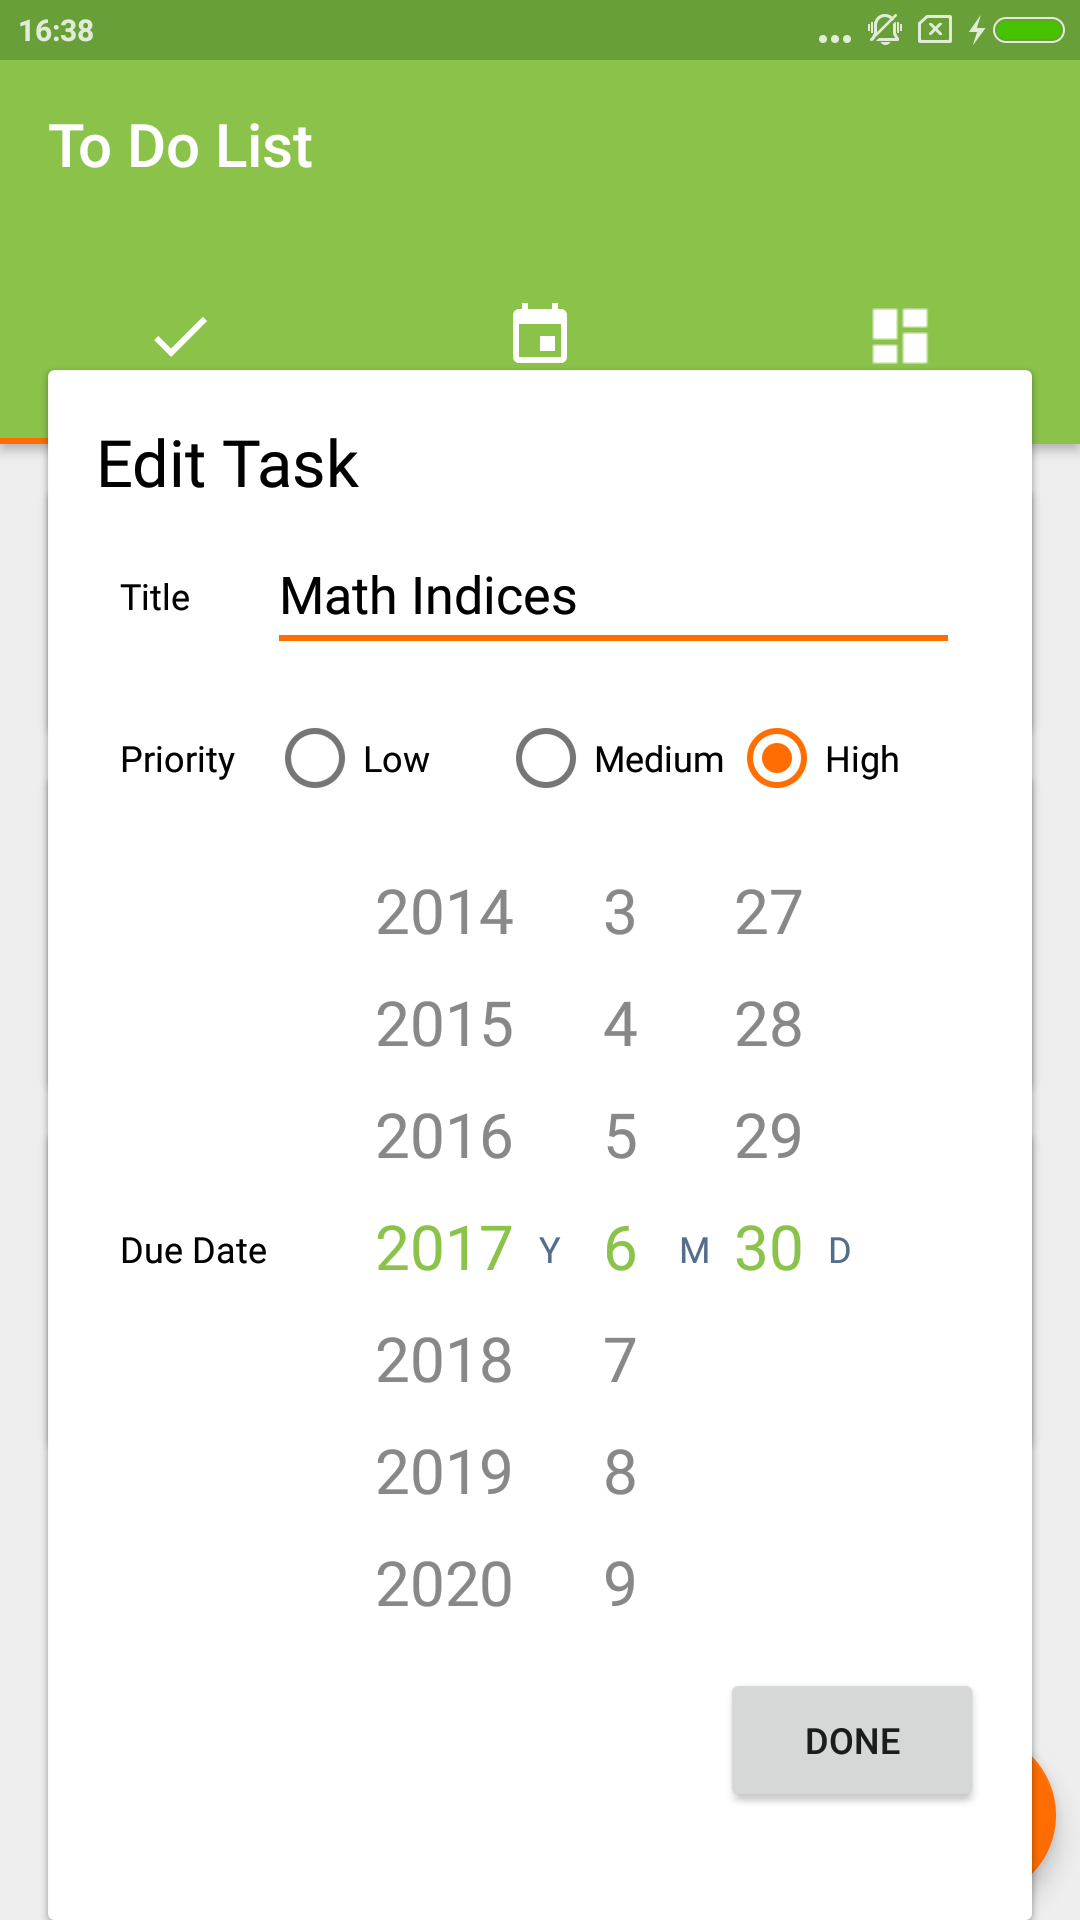 16:38
To Do List
Edit Task
Title Math Indices
Priority Low Medium High
2014 3 27
2015 4 28
2016 5 29
Due Date 2017 Y 6 M 30 D
2018 7
2019 8
2020 9
DONE